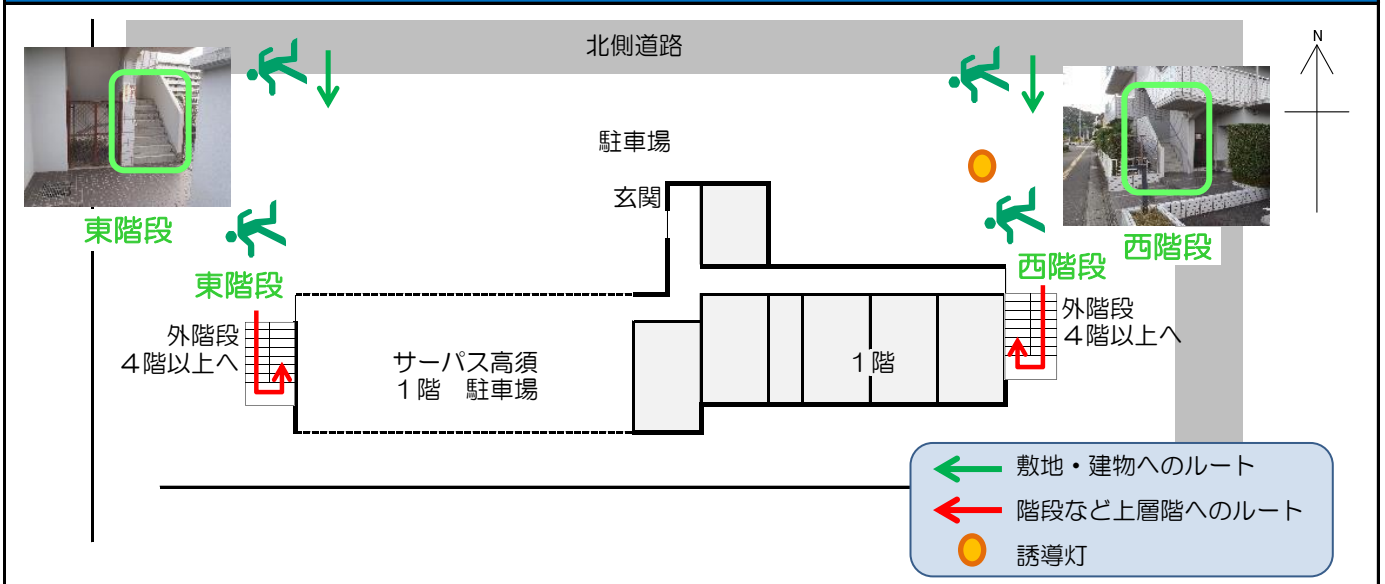 北側道路
N
駐車場
玄関
東階段
西階段
東階段
西階段
外階段
4階以上へ
外階段
4階以上へ
サーパス高須
1階 駐車場
1階
敷地・建物へのルート
階段など上層階へのルート
誘導灯